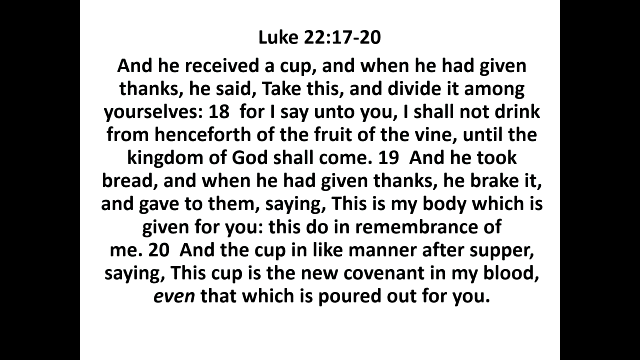 Luke 22:17-20
And he received a cup, and when he had given
thanks, he said, Take this, and divide it among
yourselves: 18  for I say unto you, I shall not drink
from henceforth of the fruit of the vine, until the
kingdom of God shall come. 19  And he took
bread, and when he had given thanks, he brake it,
and gave to them, saying, This is my body which is
given for you: this do in remembrance of
me. 20  And the cup in like manner after supper,
saying, This cup is the new covenant in my blood,
even that which is poured out for you.